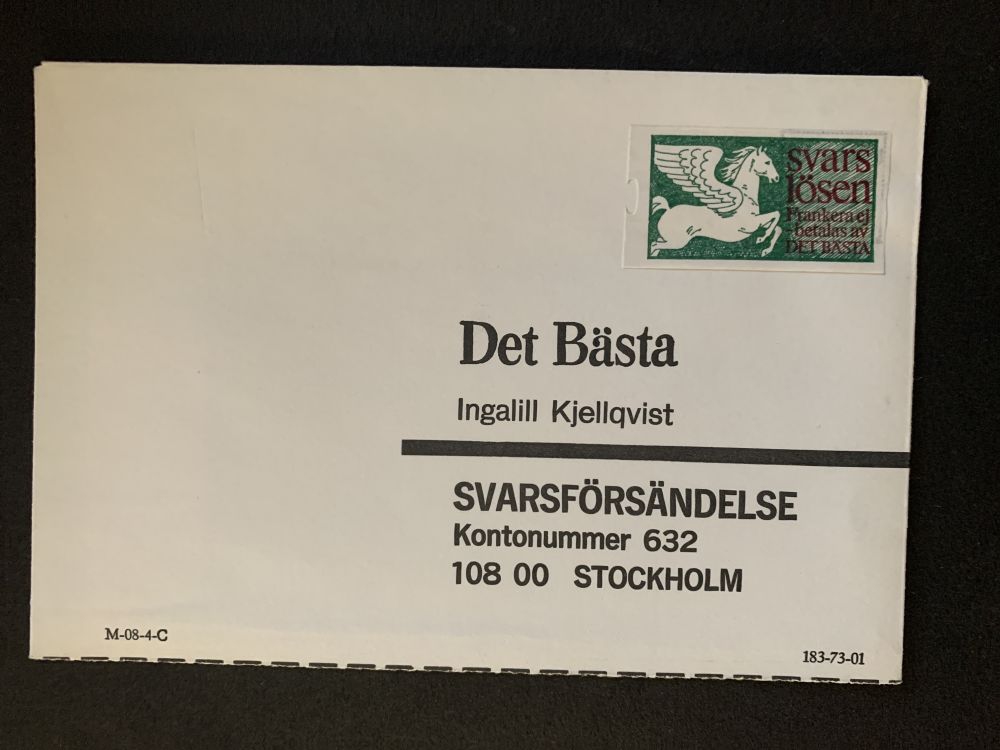 svars
lösen
Frankera ej
betalas av
DET BÄSTA
Det Bästa
Ingalill Kjellqvist
SVARSFÖRSÄNDELSE
Kontonummer 632
108 00 STOCKHOLM
M-08-4-C
183-73-01